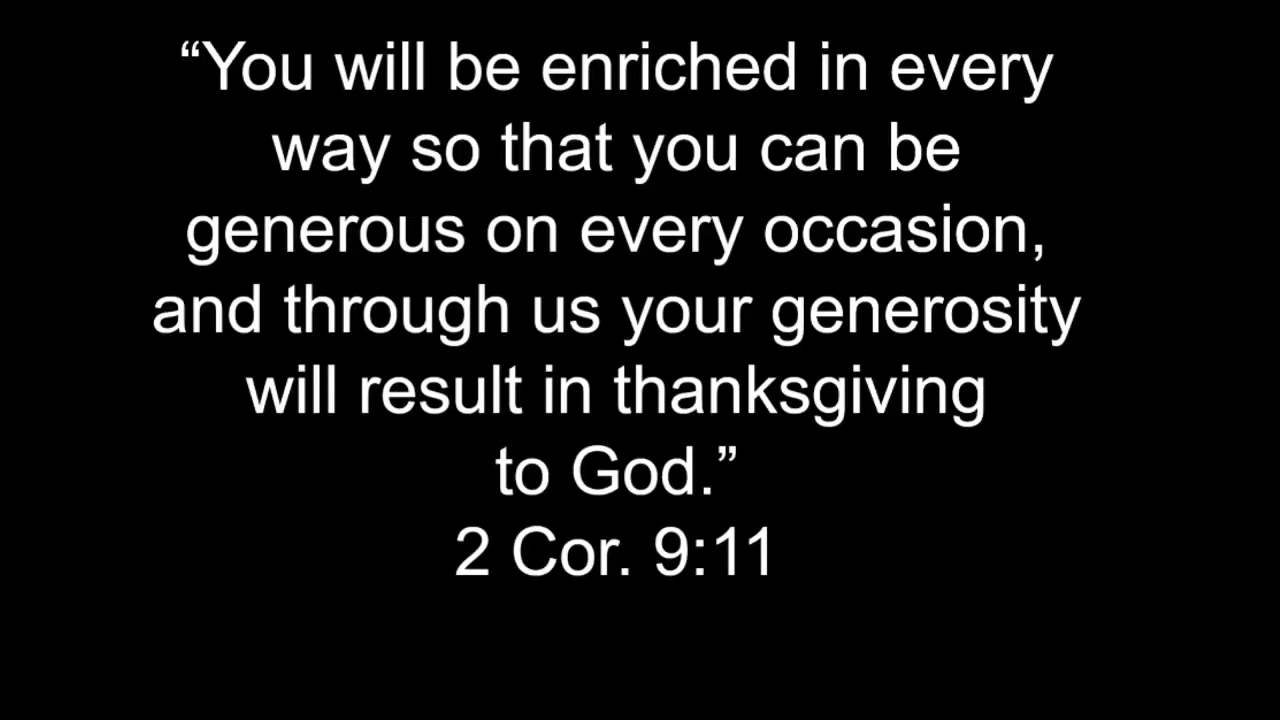 “You will be enriched in every
way so that you can be
generous on every occasion,
and through us your generosity
will result in thanksgiving
to God.”
2 Cor. 9:11